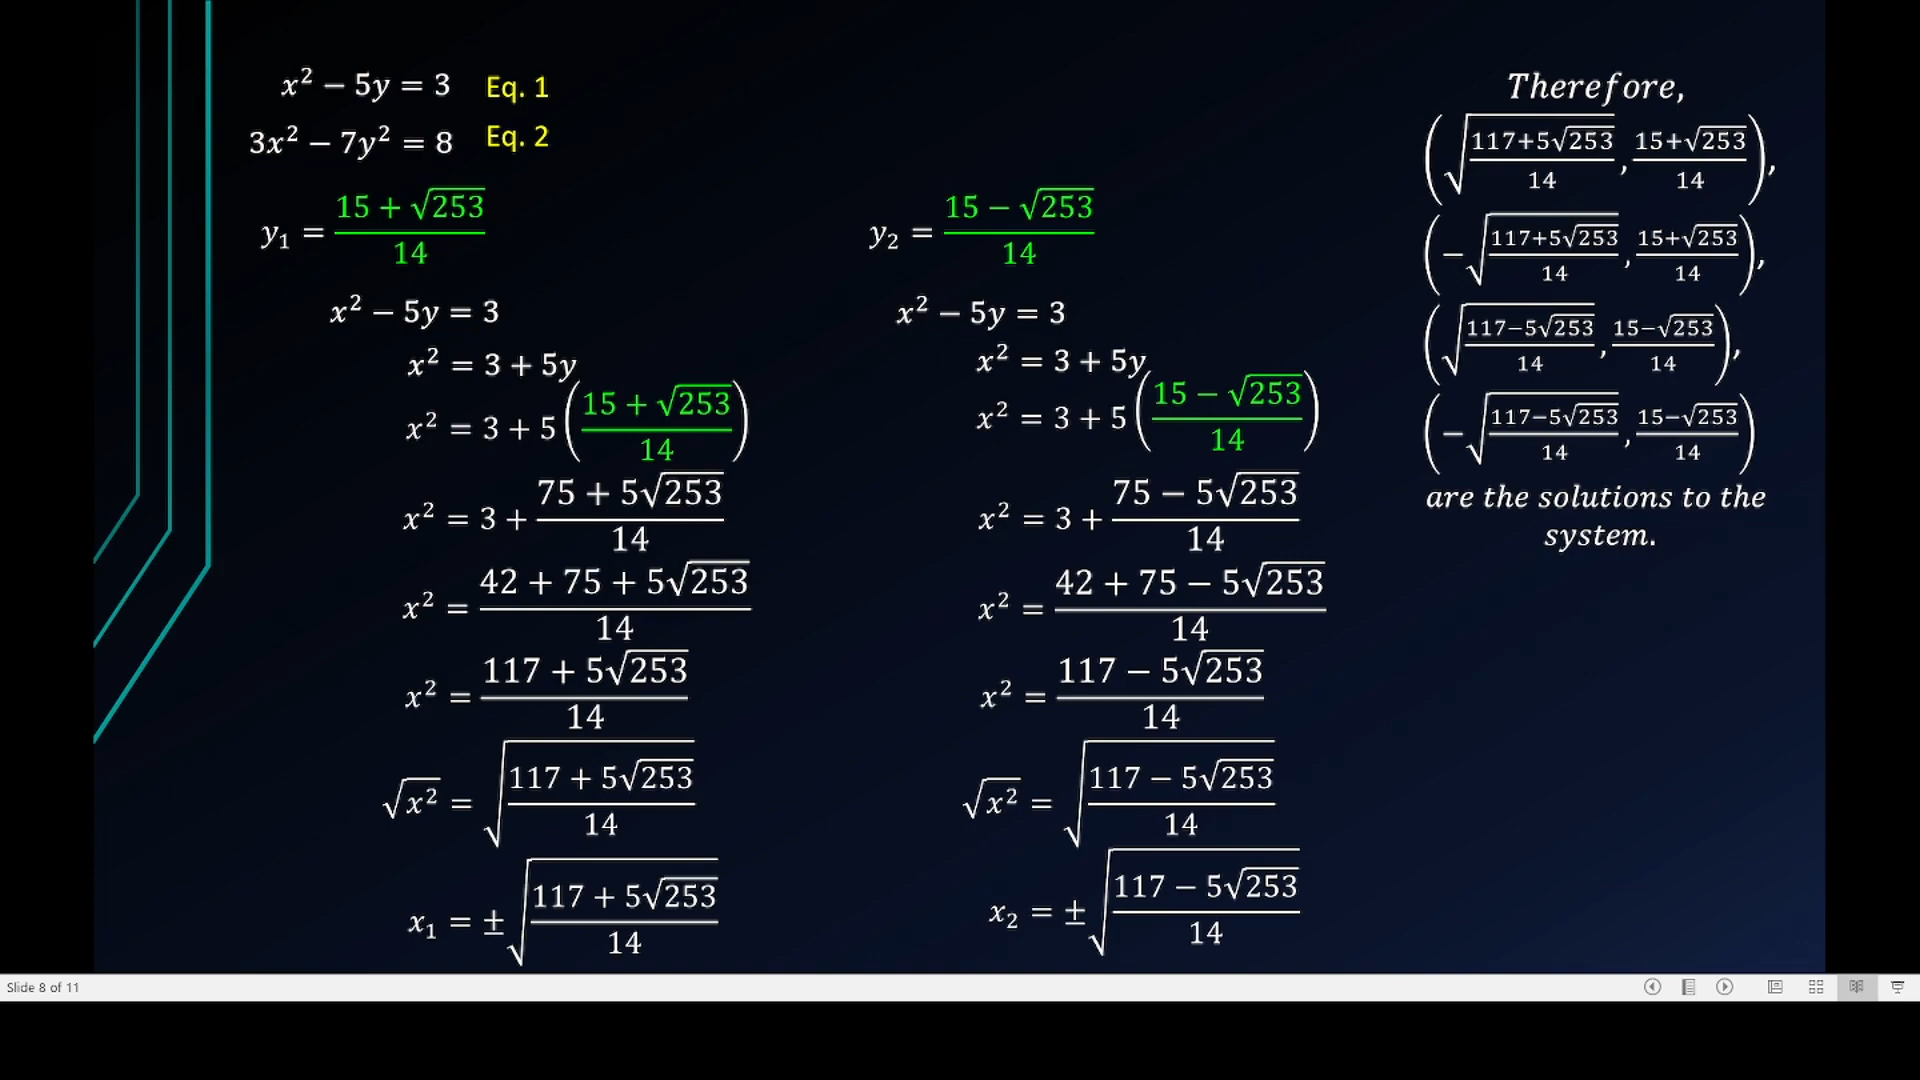 x² − 5y = 3 Eq. 1
3x² − 7y² = 8 Eq. 2
y₁ = (15 + √253)/14
x² − 5y = 3
x² = 3 + 5y
x² = 3 + 5((15 + √253)/14)
x² = 3 + (75 + 5√253)/14
x² = (42 + 75 + 5√253)/14
x² = (117 + 5√253)/14
√x² = √((117 + 5√253)/14)
x₁ = ±√((117 + 5√253)/14)
y₂ = (15 − √253)/14
x² − 5y = 3
x² = 3 + 5y
x² = 3 + 5((15 − √253)/14)
x² = 3 + (75 − 5√253)/14
x² = (42 + 75 − 5√253)/14
x² = (117 − 5√253)/14
√x² = √((117 − 5√253)/14)
x₂ = ±√((117 − 5√253)/14)
Therefore,
(√((117+5√253)/14), (15+√253)/14),
(−√((117+5√253)/14), (15+√253)/14),
(√((117−5√253)/14), (15−√253)/14),
(−√((117−5√253)/14), (15−√253)/14)
are the solutions to the
system.
Slide 8 of 11